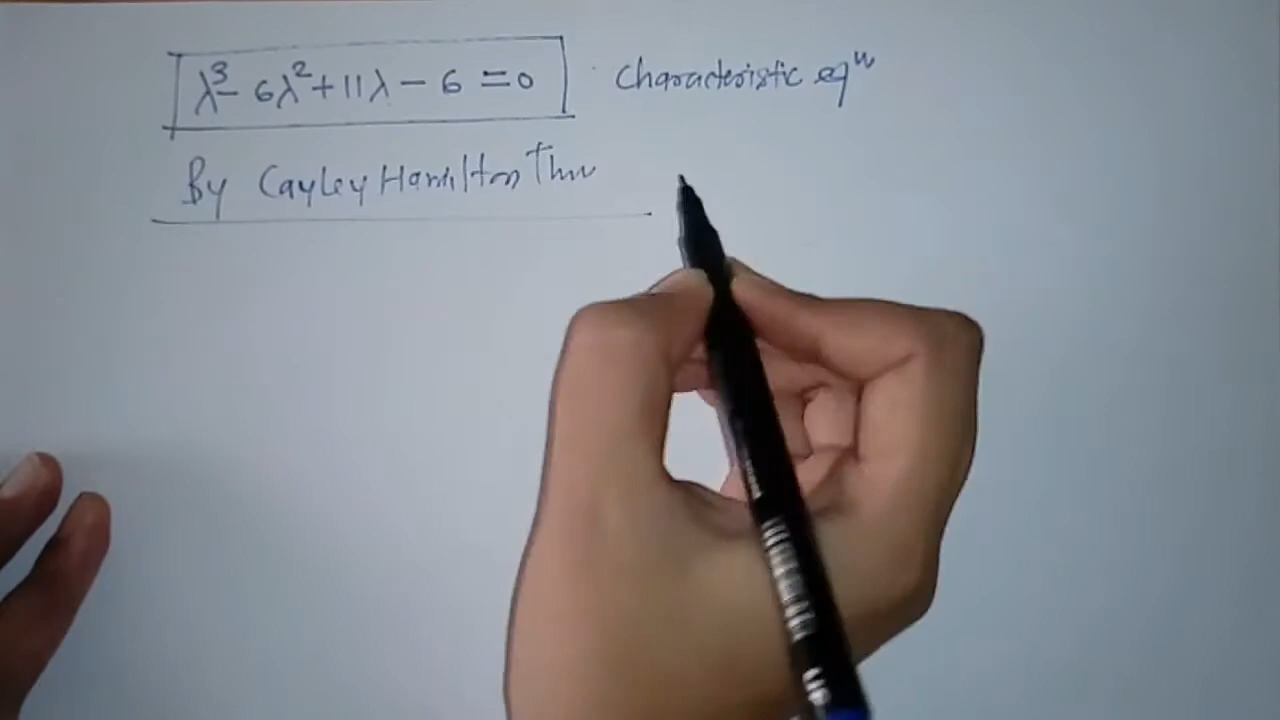 λ³- 6λ²+11λ - 6 = 0 Characteristic eqⁿ
By Cayley Hamilton Thm